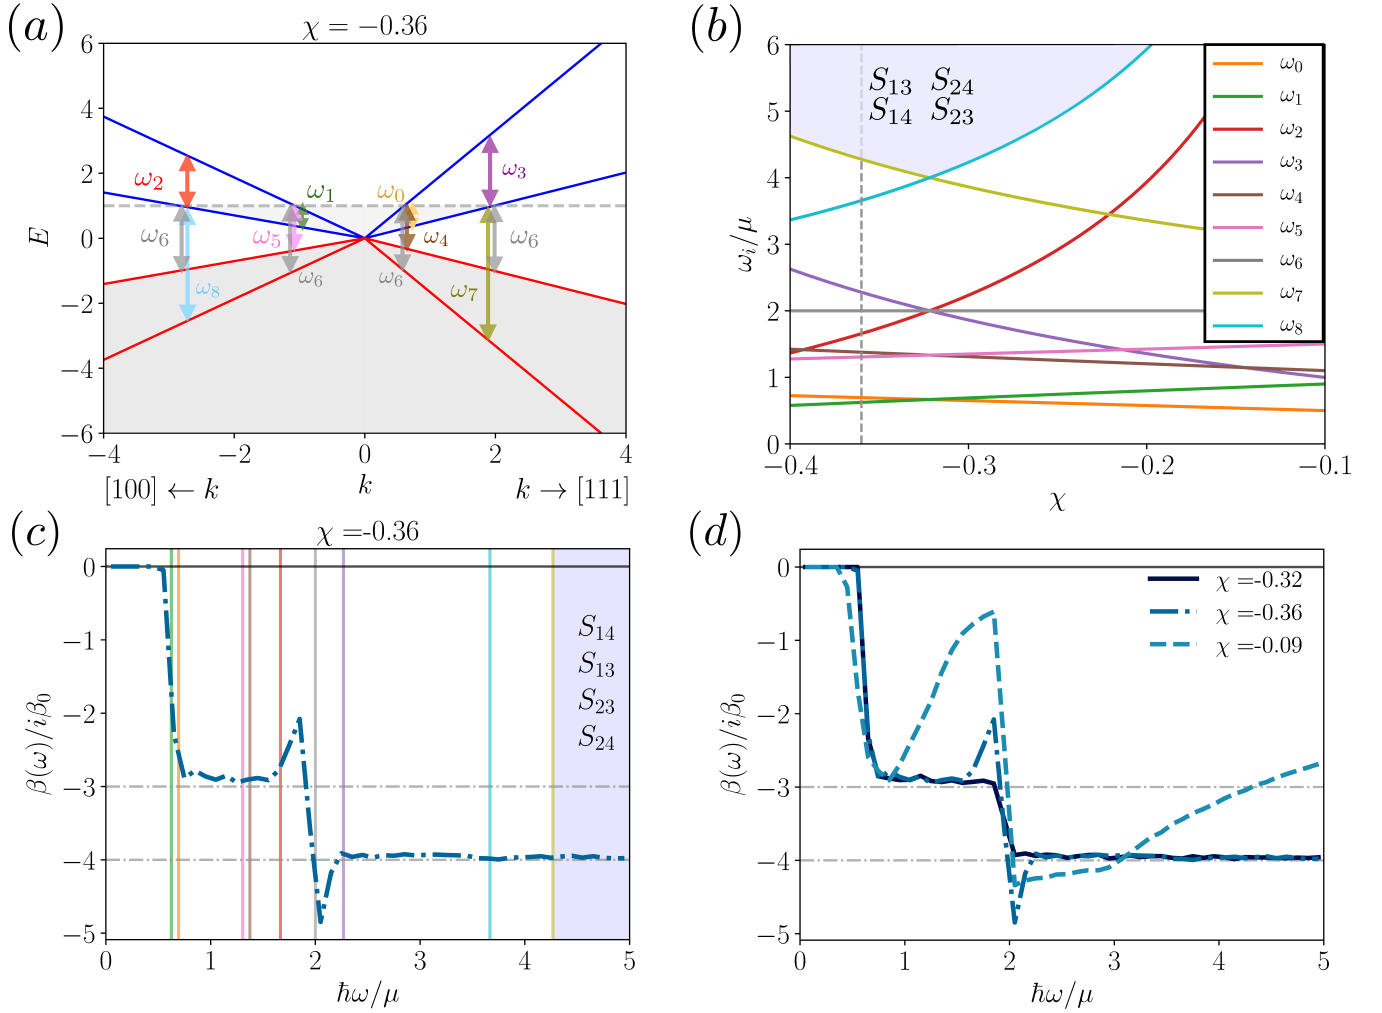 (a)
χ = −0.36
6
4
2
0
−2
−4
−6
E
ω2
ω1
ω0
ω3
ω6
ω5
ω4
ω6
ω8
ω6
ω6
ω7
−4
−2
0
2
4
[100] ← k
k
k → [111]
(b)
6
5
4
3
2
1
0
ωi/μ
S13 S24
S14 S23
ω0
ω1
ω2
ω3
ω4
ω5
ω6
ω7
ω8
−0.4
−0.3
−0.2
−0.1
χ
(c)
χ =-0.36
0
−1
−2
−3
−4
−5
β(ω)/iβ0
S14
S13
S23
S24
0
1
2
3
4
5
ħω/μ
(d)
0
−1
−2
−3
−4
−5
β(ω)/iβ0
χ =-0.32
χ =-0.36
χ =-0.09
0
1
2
3
4
5
ħω/μ